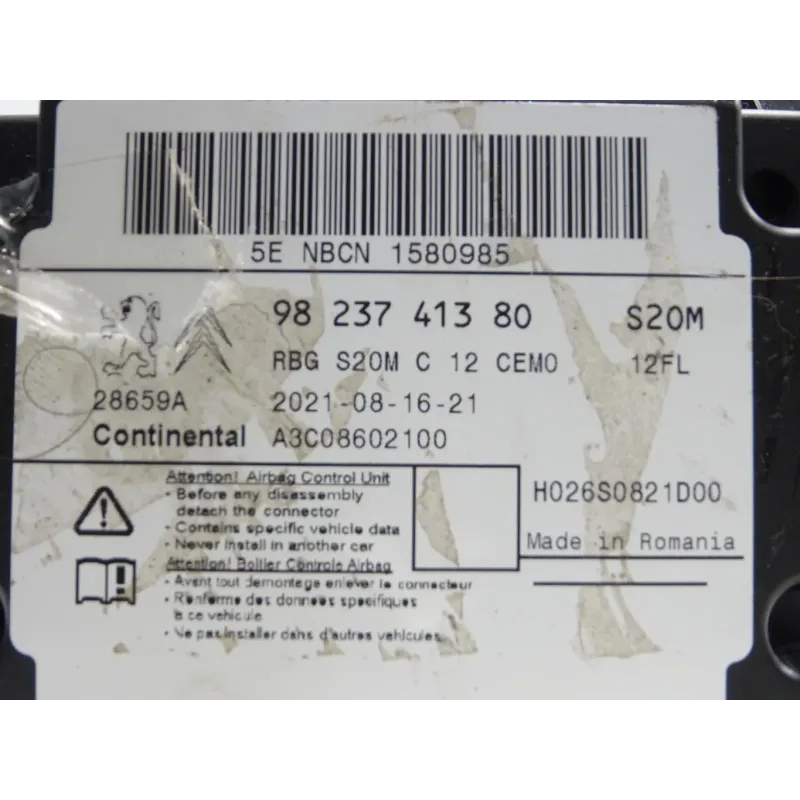 5E NBCN 1580985
98 237 413 80 S20M
RBG S20M C 12 CEMO 12FL
28659A 2021-08-16-21
Continental A3C08602100
Attention! Airbag Control Unit
- Before any disassembly
detach the connector
- Contains specific vehicle data
- Never install in another car
Attention! Boitier Controle Airbag
- Avant tout demontage enlever le connecteur
- Renferme des donnees specifiques
a ce vehicule
- Ne pas installer dans d'autres vehicules
H026S0821D00
Made in Romania